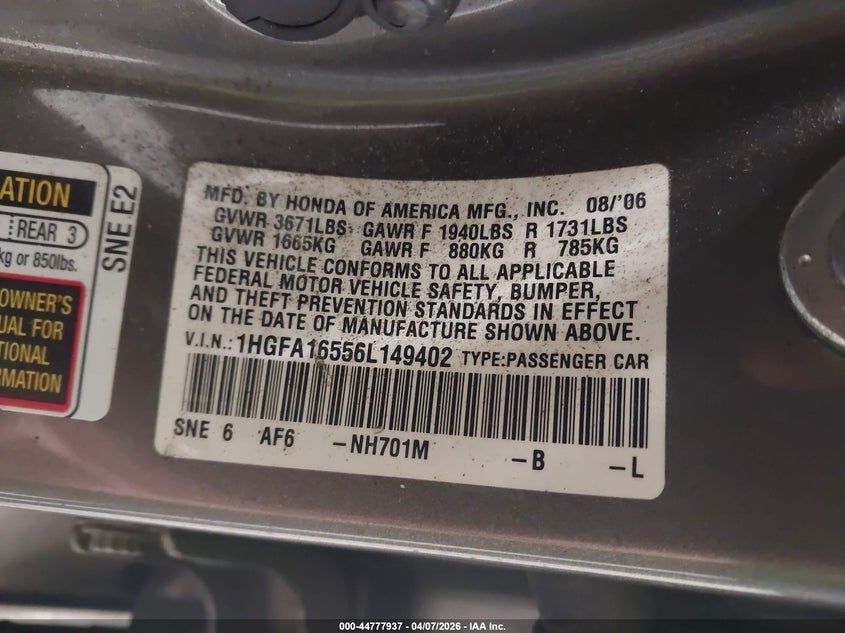 ATION
REAR 3
kg or 850lbs.
OWNER'S
UAL FOR
TIONAL
RMATION
SNE E2
MFD. BY HONDA OF AMERICA MFG., INC. 08/'06
GVWR 3671LBS GAWR F 1940LBS R 1731LBS
GVWR 1665KG GAWR F 880KG R 785KG
THIS VEHICLE CONFORMS TO ALL APPLICABLE
FEDERAL MOTOR VEHICLE SAFETY, BUMPER,
AND THEFT PREVENTION STANDARDS IN EFFECT
ON THE DATE OF MANUFACTURE SHOWN ABOVE.
V.I.N.:1HGFA16556L149402 TYPE:PASSENGER CAR
SNE 6 AF6 -NH701M -B -L
000-44777937 - 04/07/2026 - IAA Inc.